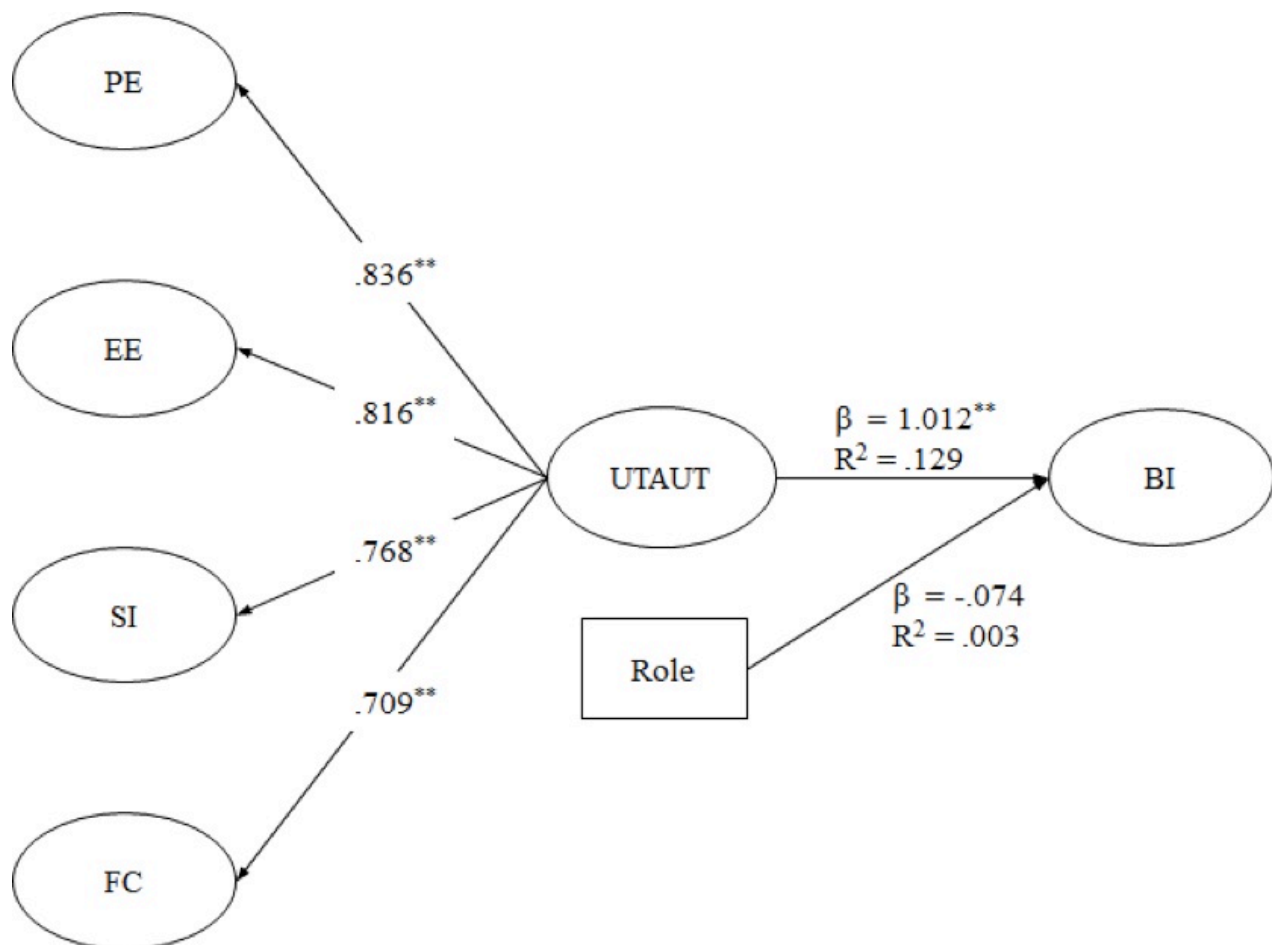 PE
.836**
EE
.816**
UTAUT
β = 1.012**
R² = .129
BI
.768**
SI
β = -.074
R² = .003
Role
.709**
FC